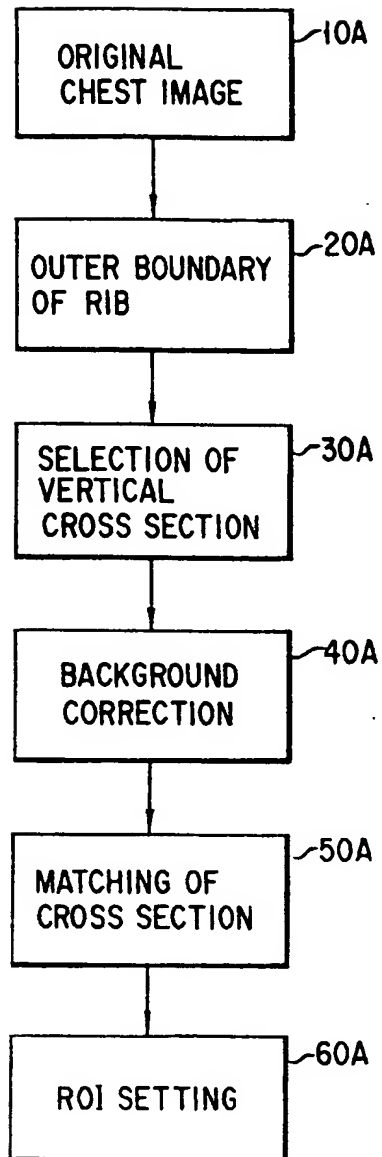 ORIGINAL
CHEST IMAGE
10A
OUTER BOUNDARY
OF RIB
20A
SELECTION OF
VERTICAL
CROSS SECTION
30A
BACKGROUND
CORRECTION
40A
MATCHING OF
CROSS SECTION
50A
ROI SETTING
60A